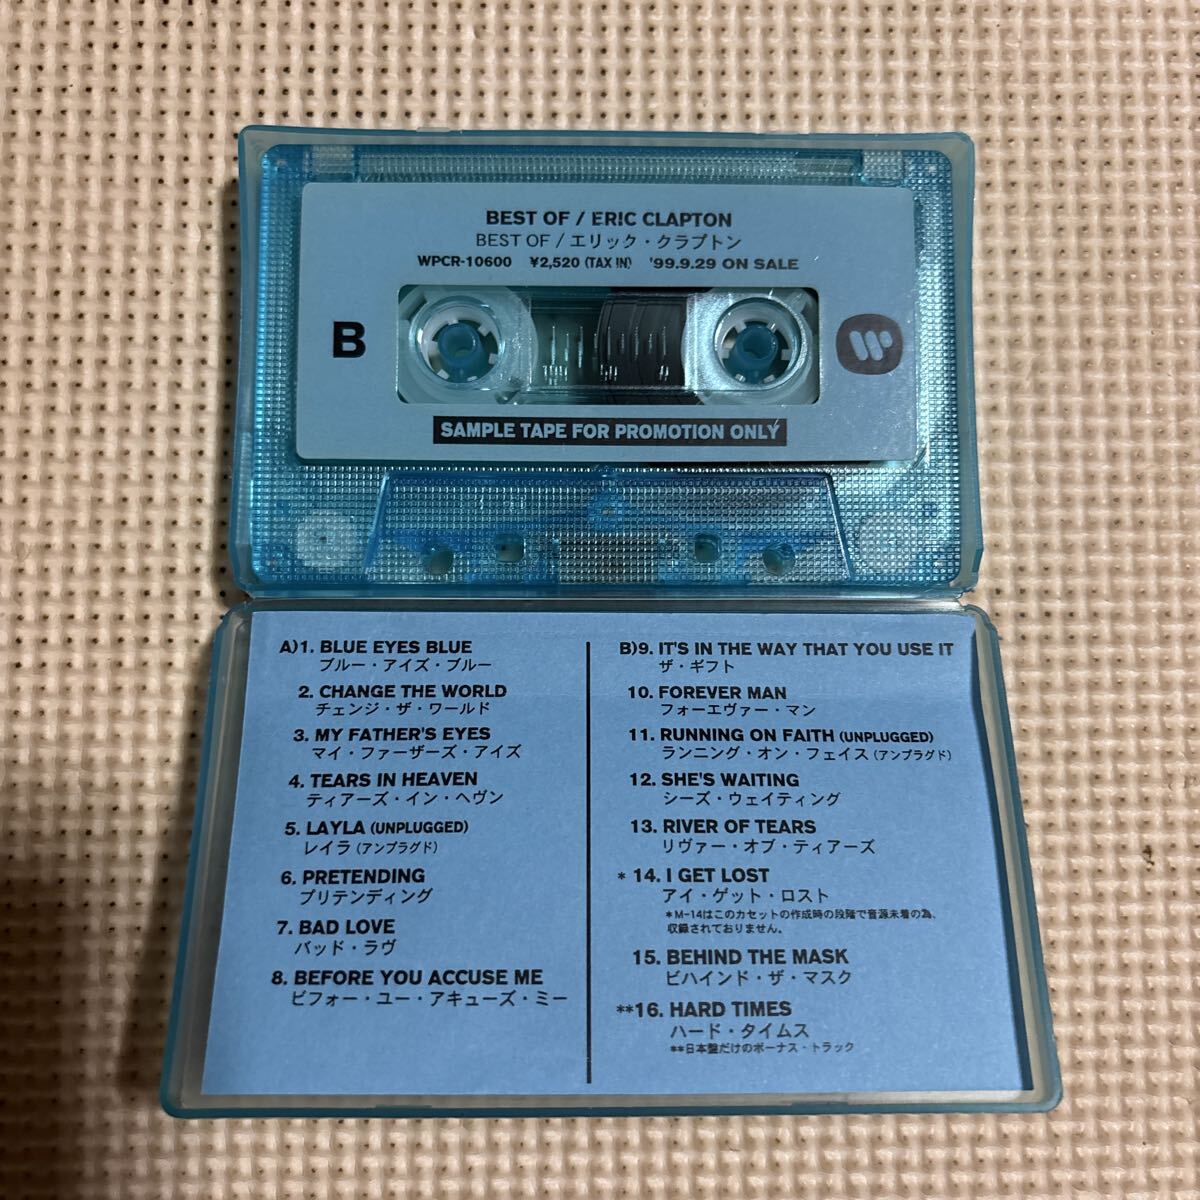 BEST OF / ERIC CLAPTON
BEST OF / エリック・クラプトン
WPCR-10600 ¥2,520 (TAX IN) '99.9.29 ON SALE
B
SAMPLE TAPE FOR PROMOTION ONLY
A)1. BLUE EYES BLUE
ブルー・アイズ・ブルー
2. CHANGE THE WORLD
チェンジ・ザ・ワールド
3. MY FATHER'S EYES
マイ・ファーザーズ・アイズ
4. TEARS IN HEAVEN
ティアーズ・イン・ヘヴン
5. LAYLA (UNPLUGGED)
レイラ (アンプラグド)
6. PRETENDING
プリテンディング
7. BAD LOVE
バッド・ラヴ
8. BEFORE YOU ACCUSE ME
ビフォー・ユー・アキューズ・ミー
B)9. IT'S IN THE WAY THAT YOU USE IT
ザ・ギフト
10. FOREVER MAN
フォーエヴァー・マン
11. RUNNING ON FAITH (UNPLUGGED)
ランニング・オン・フェイス (アンプラグド)
12. SHE'S WAITING
シーズ・ウェイティング
13. RIVER OF TEARS
リヴァー・オブ・ティアーズ
* 14. I GET LOST
アイ・ゲット・ロスト
*M-14はこのカセットの作成時の段階で音源未着の為、
収録されておりません。
15. BEHIND THE MASK
ビハインド・ザ・マスク
**16. HARD TIMES
ハード・タイムス
**日本盤だけのボーナス・トラック